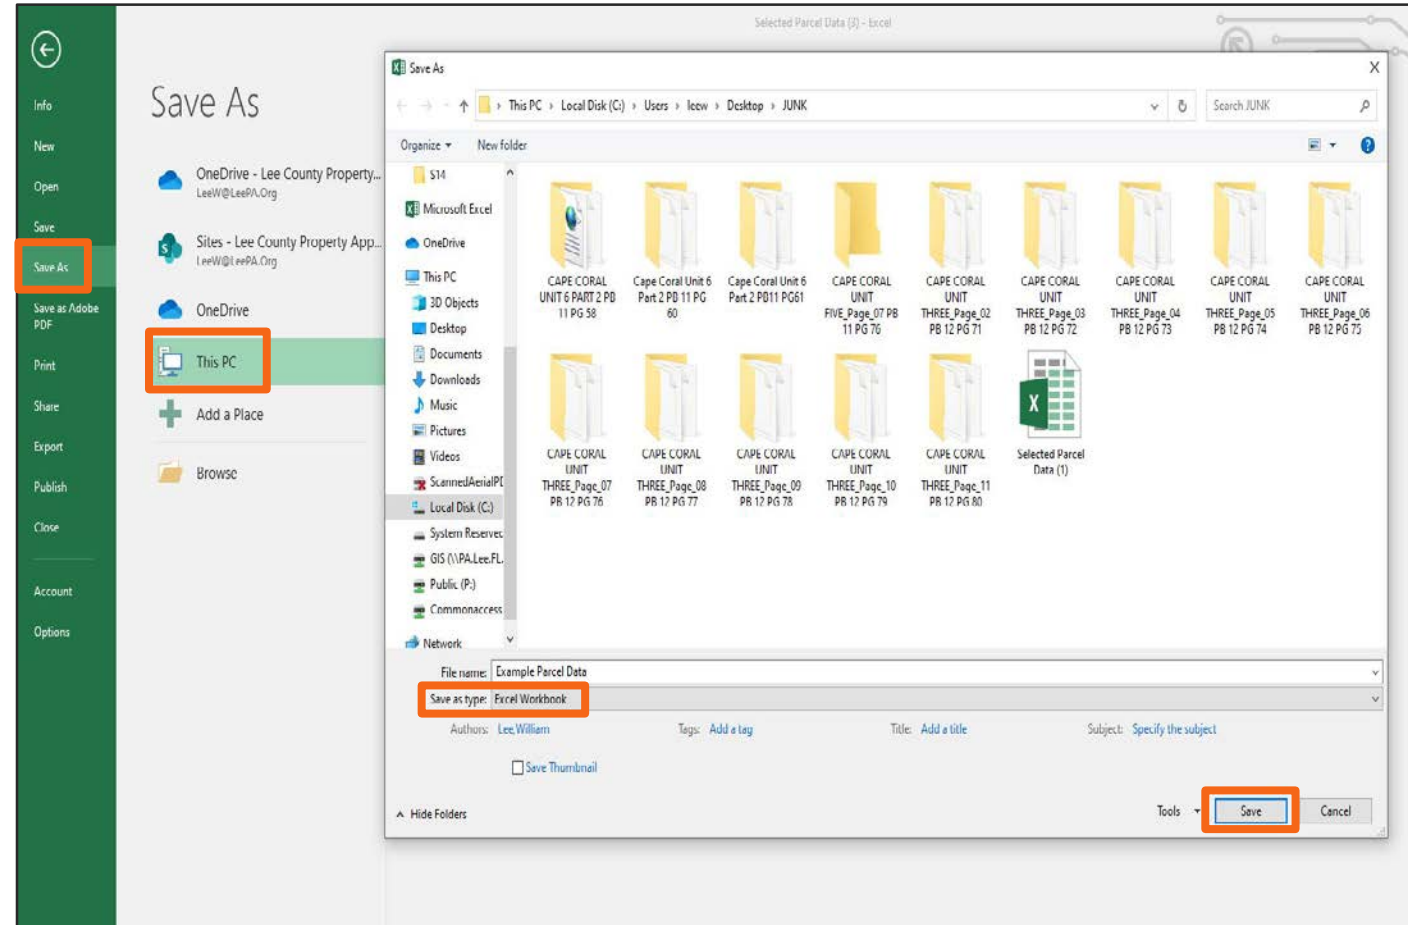 Selected Parcel Data (3) - Excel
Info
New
Open
Save
Save As
Save as Adobe
PDF
Print
Share
Export
Publish
Close
Account
Options
Save As
OneDrive - Lee County Property...
LeeW@LeePA.Org
Sites - Lee County Property App...
LeeW@LeePA.Org
OneDrive
This PC
Add a Place
Browse
Save As
X
This PC > Local Disk (C:) > Users > leew > Desktop > JUNK
Search JUNK
Organize
New folder
S14
Microsoft Excel
OneDrive
This PC
3D Objects
Desktop
Documents
Downloads
Music
Pictures
Videos
ScannedAerialPD
Local Disk (C:)
System Reserved
GIS (\\PA.Lee.FL.
Public (P:)
Commonaccess
Network
CAPE CORAL
UNIT 6 PART 2 PB
11 PG 58
Cape Coral Unit 6
Part 2 PB 11 PG
60
Cape Coral Unit 6
Part 2 PB11 PG61
CAPE CORAL
UNIT
FIVE_Page_07 PB
11 PG 76
CAPE CORAL
UNIT
THREE_Page_02
PB 12 PG 71
CAPE CORAL
UNIT
THREE_Page_03
PB 12 PG 72
CAPE CORAL
UNIT
THREE_Page_04
PB 12 PG 73
CAPE CORAL
UNIT
THREE_Page_05
PB 12 PG 74
CAPE CORAL
UNIT
THREE_Page_06
PB 12 PG 75
CAPE CORAL
UNIT
THREE_Page_07
PB 12 PG 76
CAPE CORAL
UNIT
THREE_Page_08
PB 12 PG 77
CAPE CORAL
UNIT
THREE_Page_09
PB 12 PG 78
CAPE CORAL
UNIT
THREE_Page_10
PB 12 PG 79
CAPE CORAL
UNIT
THREE_Page_11
PB 12 PG 80
Selected Parcel
Data (1)
File name: Example Parcel Data
Save as type: Excel Workbook
Authors: Lee,William
Tags: Add a tag
Title: Add a title
Subject: Specify the subject
Save Thumbnail
Hide Folders
Tools
Save
Cancel